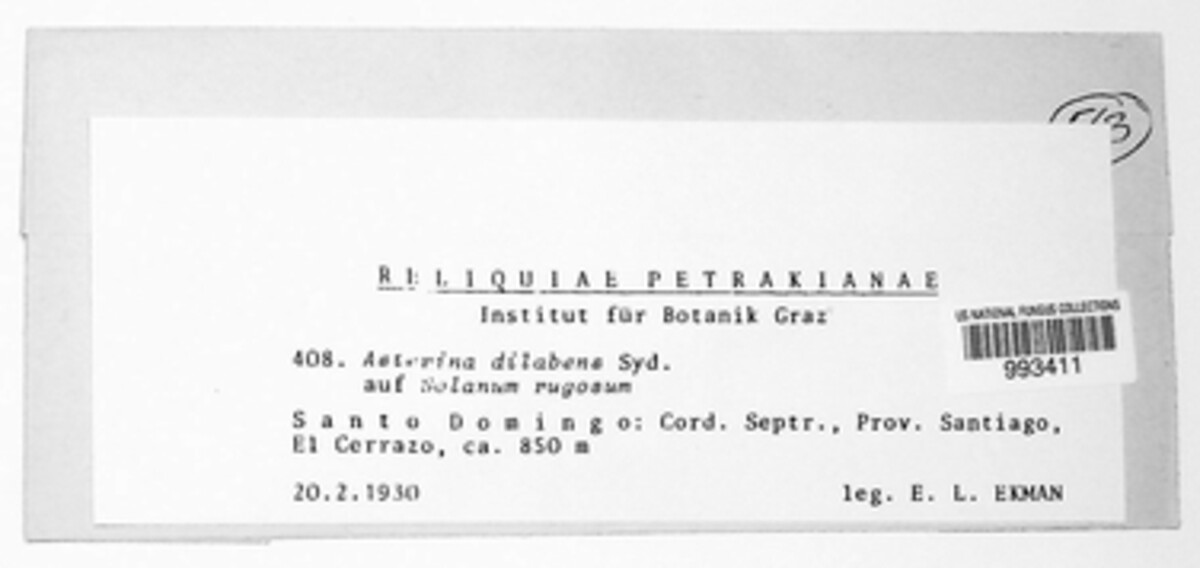 RELIQUIAE PETRAKIANAE
Institut für Botanik Graz
US NATIONAL FUNGUS COLLECTIONS
993411
408. Asterina dilabens Syd.
auf Solanum rugosum
Santo Domingo: Cord. Septr., Prov. Santiago,
El Cerrazo, ca. 850 m
20.2.1930 leg. E. L. EKMAN